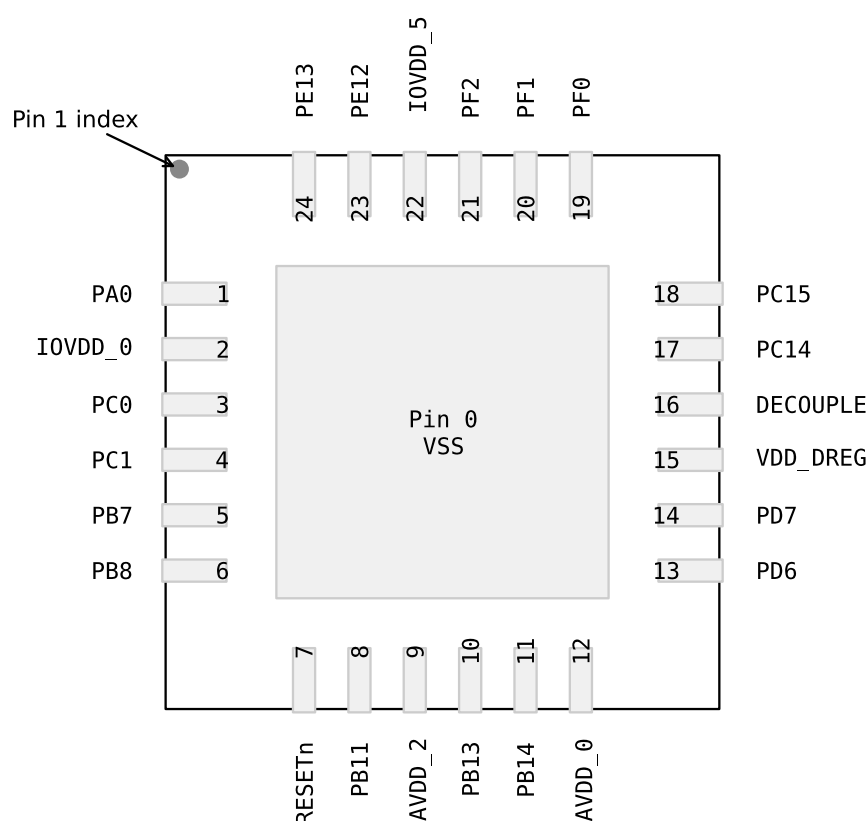 PE13 PE12 IOVDD_5 PF2 PF1 PF0
Pin 1 index
24 23 22 21 20 19
PA0 1 18 PC15
IOVDD_0 2 17 PC14
PC0 3 16 DECOUPLE
Pin 0
VSS
PC1 4 15 VDD_DREG
PB7 5 14 PD7
PB8 6 13 PD6
7 8 9 10 11 12
RESETn PB11 AVDD_2 PB13 PB14 AVDD_0